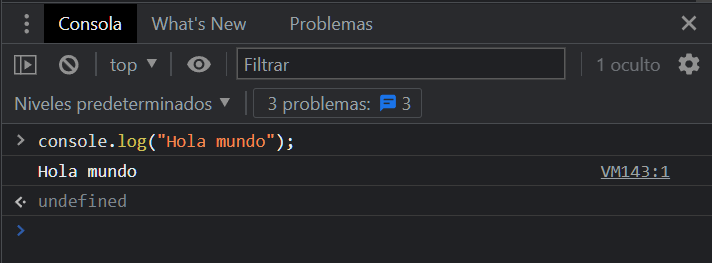 Consola What's New Problemas
top Filtrar 1 oculto
Niveles predeterminados 3 problemas: 3
console.log("Hola mundo");
Hola mundo VM143:1
undefined